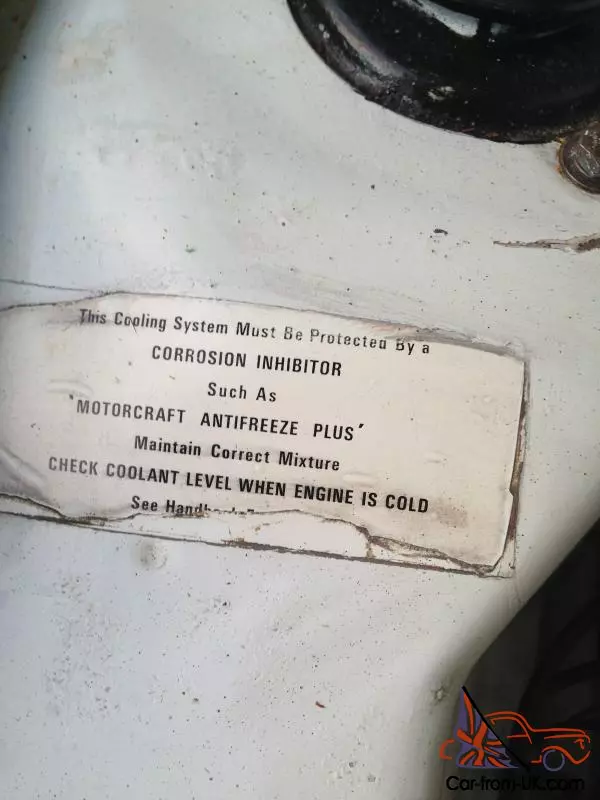 This Cooling System Must Be Protected By a
CORROSION INHIBITOR
Such As
'MOTORCRAFT ANTIFREEZE PLUS'
Maintain Correct Mixture
CHECK COOLANT LEVEL WHEN ENGINE IS COLD
See
Car-from-UK.com